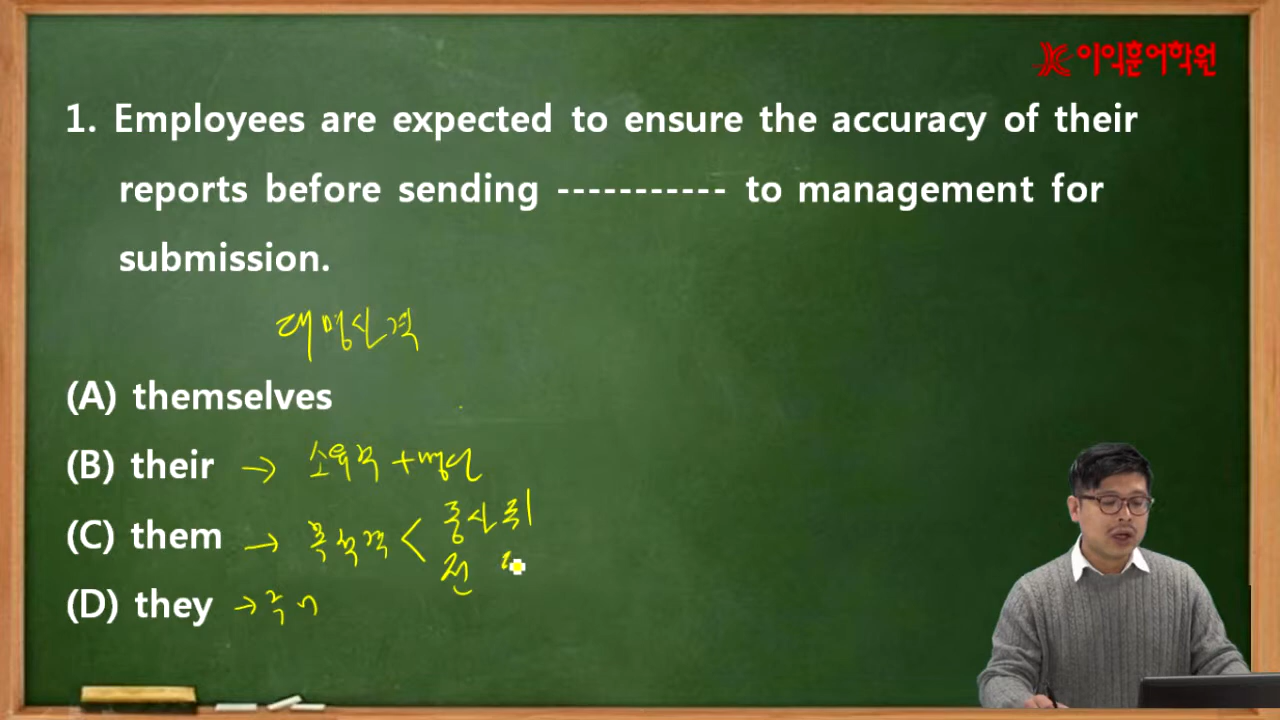 이익훈어학원
1. Employees are expected to ensure the accuracy of their
reports before sending ----------- to management for
submission.
대명사격
(A) themselves
(B) their → 소유격 + 명사
(C) them → 목적격 < 동사 뒤
전
(D) they →